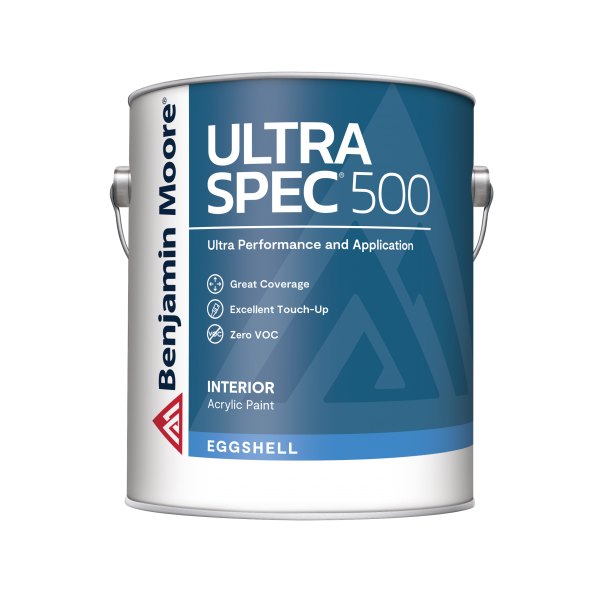 Benjamin Moore®
ULTRA
SPEC® 500
Ultra Performance and Application
Great Coverage
Excellent Touch-Up
VOC
Zero VOC
INTERIOR
Acrylic Paint
EGGSHELL